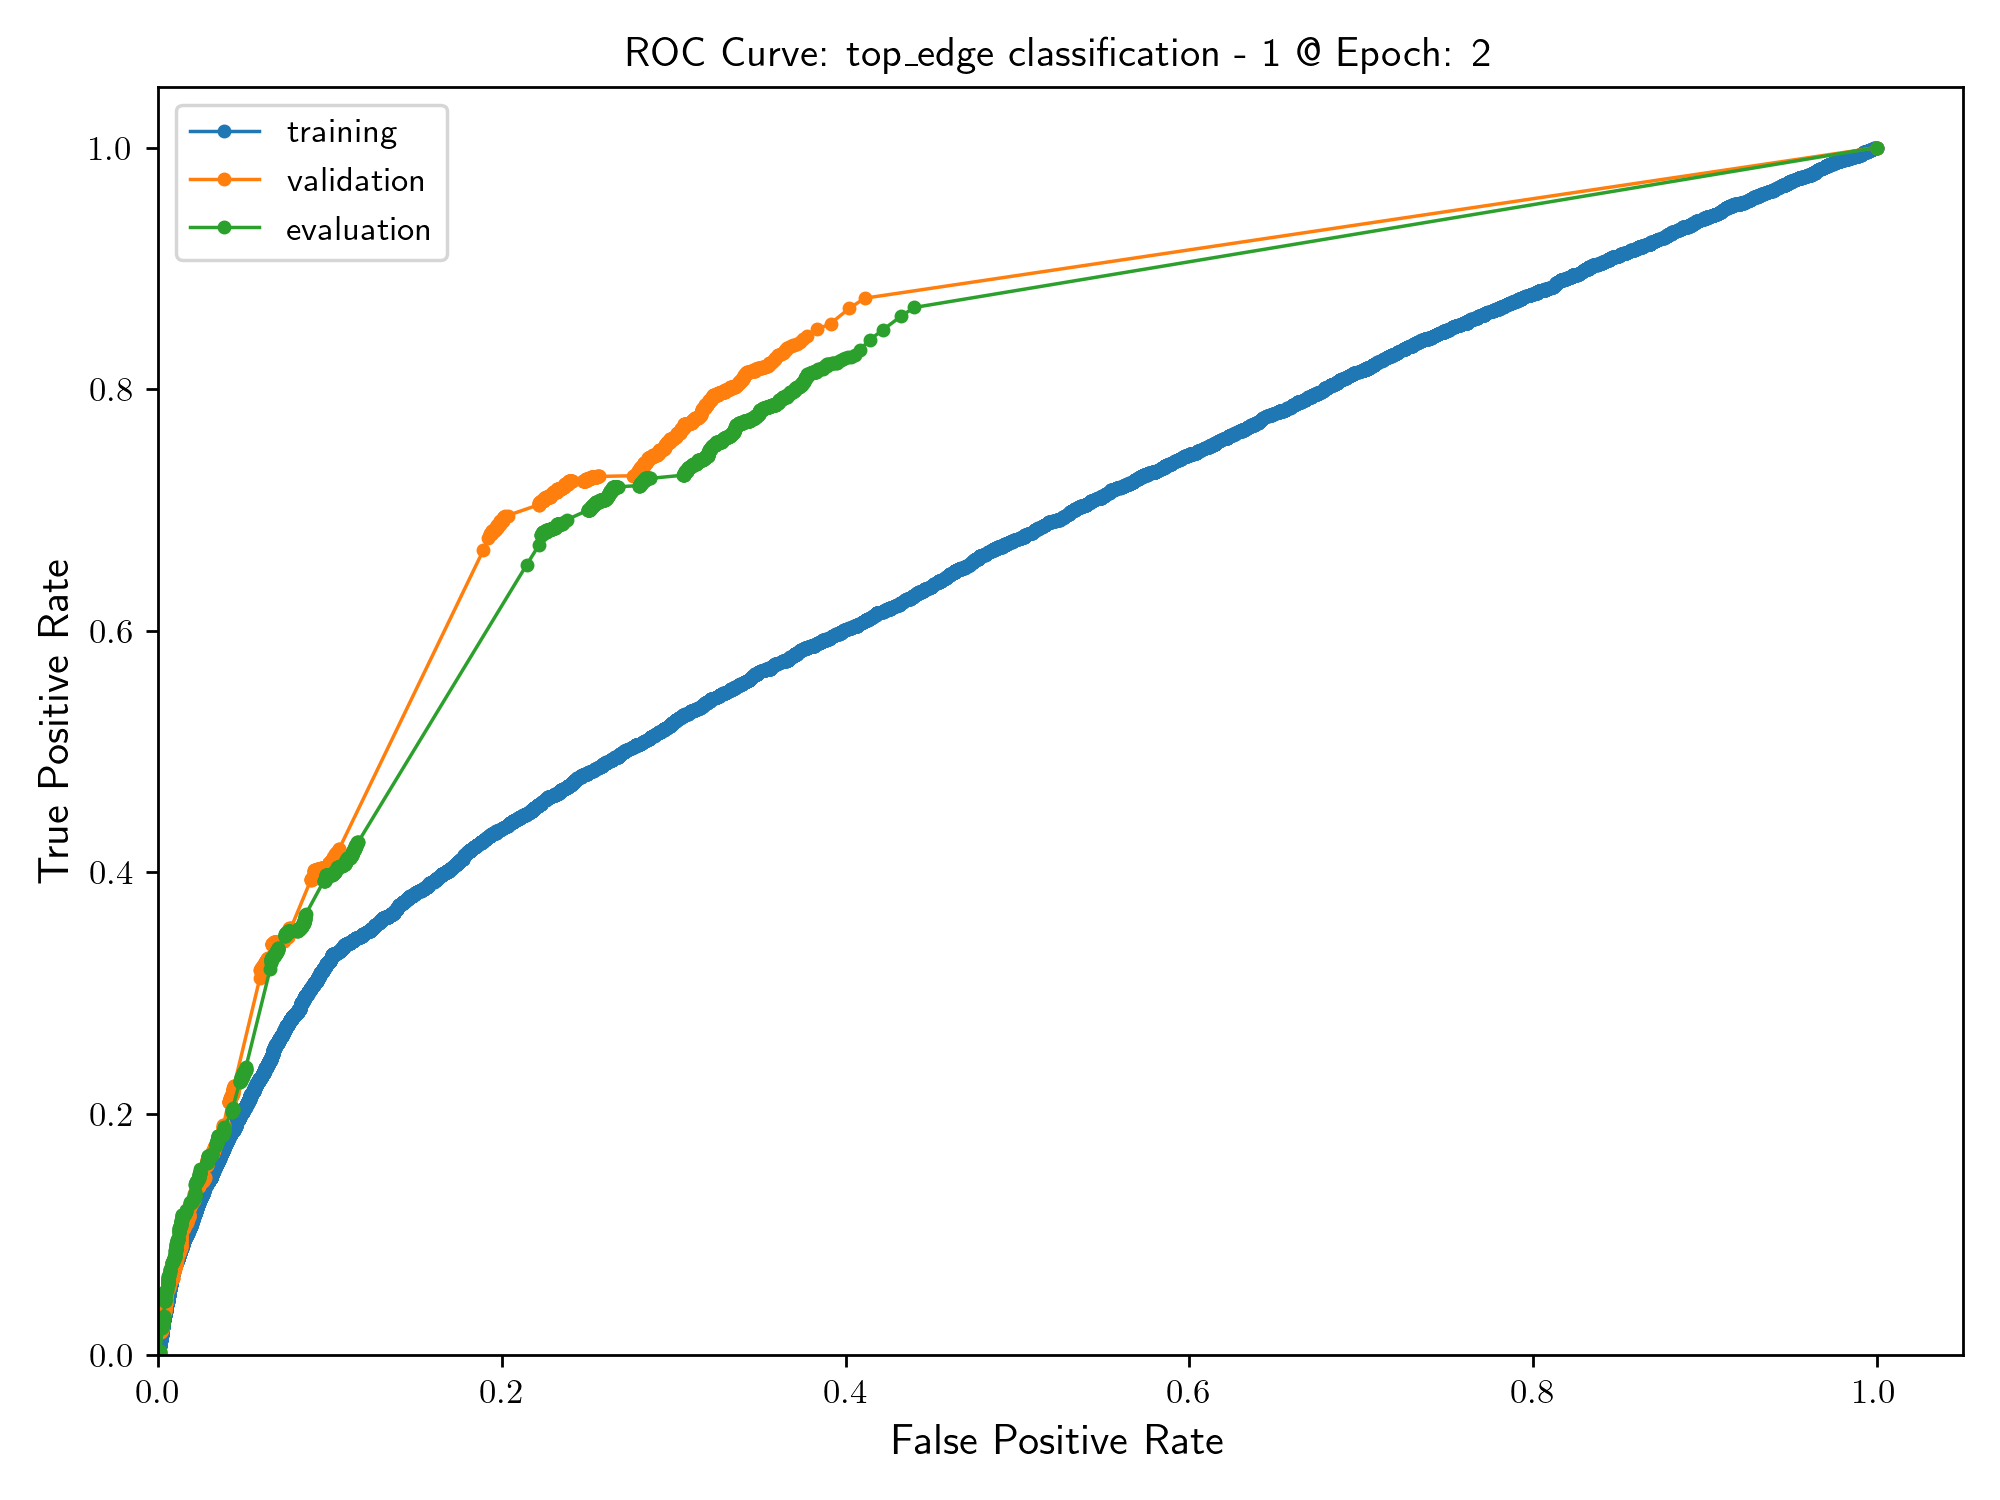 ROC Curve: top_edge classification - 1 @ Epoch: 2
training
validation
evaluation
True Positive Rate
1.0
0.8
0.6
0.4
0.2
0.0
0.0 0.2 0.4 0.6 0.8 1.0
False Positive Rate